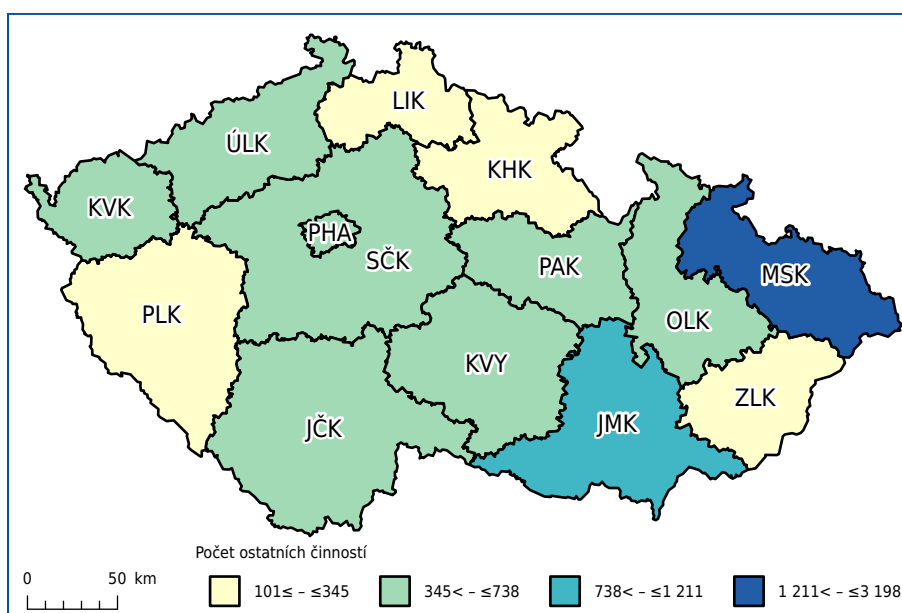 LIK
ÚLK
KHK
KVK
PHA
SČK
PAK
MSK
PLK
OLK
KVY
ZLK
JČK
JMK
Počet ostatních činností
0 50 km
101≤ – ≤345 345< – ≤738 738< – ≤1 211 1 211< – ≤3 198